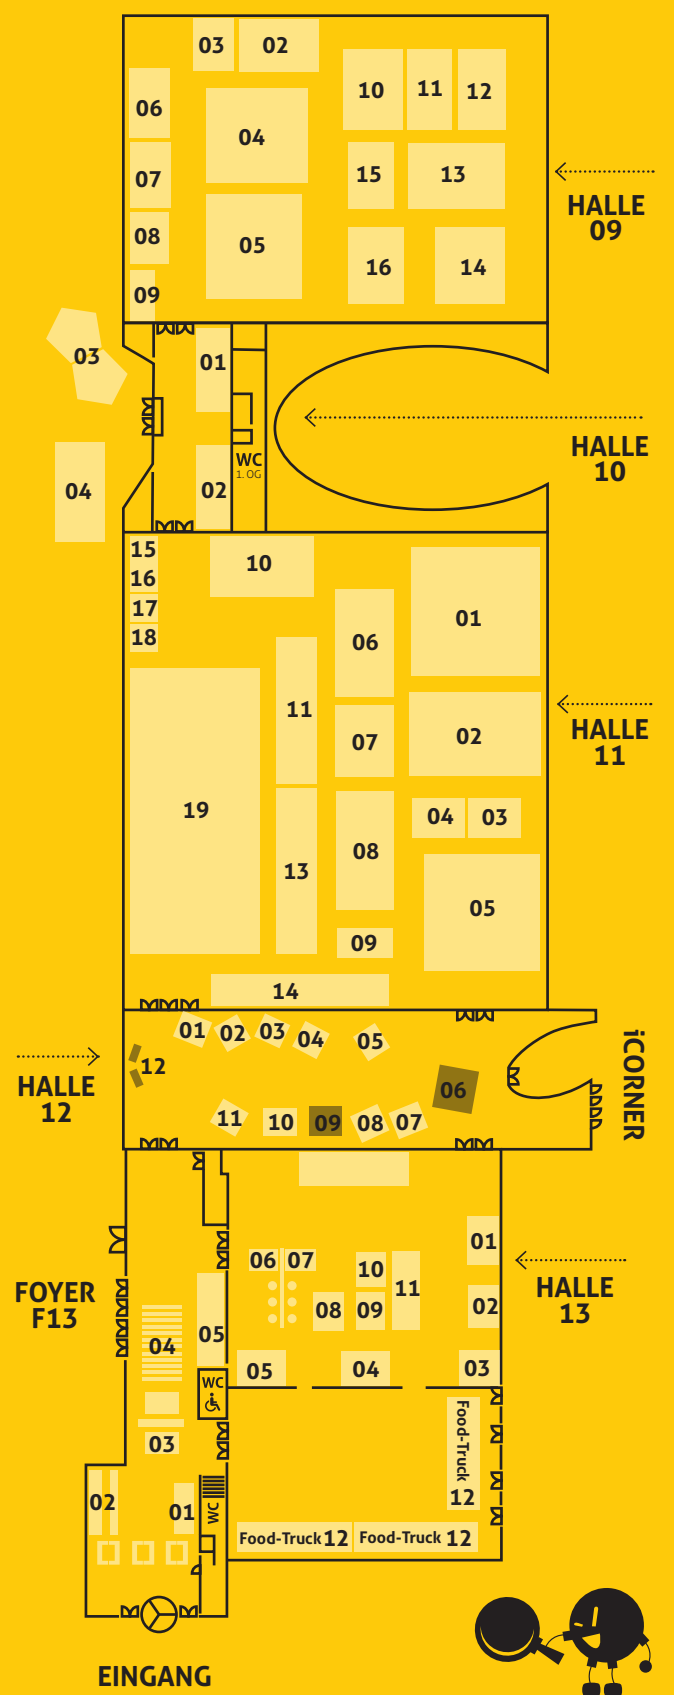 03 02
10 11 12
06
04
07
15 13
HALLE
09
08
05
16 14
09
03
01
HALLE
10
WC
1. OG
04
02
15
16
17
18
10
01
06
11
07
02
HALLE
11
19
04 03
08
13
05
09
14
01 02 03 04 05
12
HALLE
12
06
iCORNER
11 10 09 08 07
01
06 07
10
11
HALLE
13
FOYER
F13
08 09
02
05
04
05
04
03
WC
03
Food-Truck
12
02
01
WC
Food-Truck 12
Food-Truck 12
EINGANG